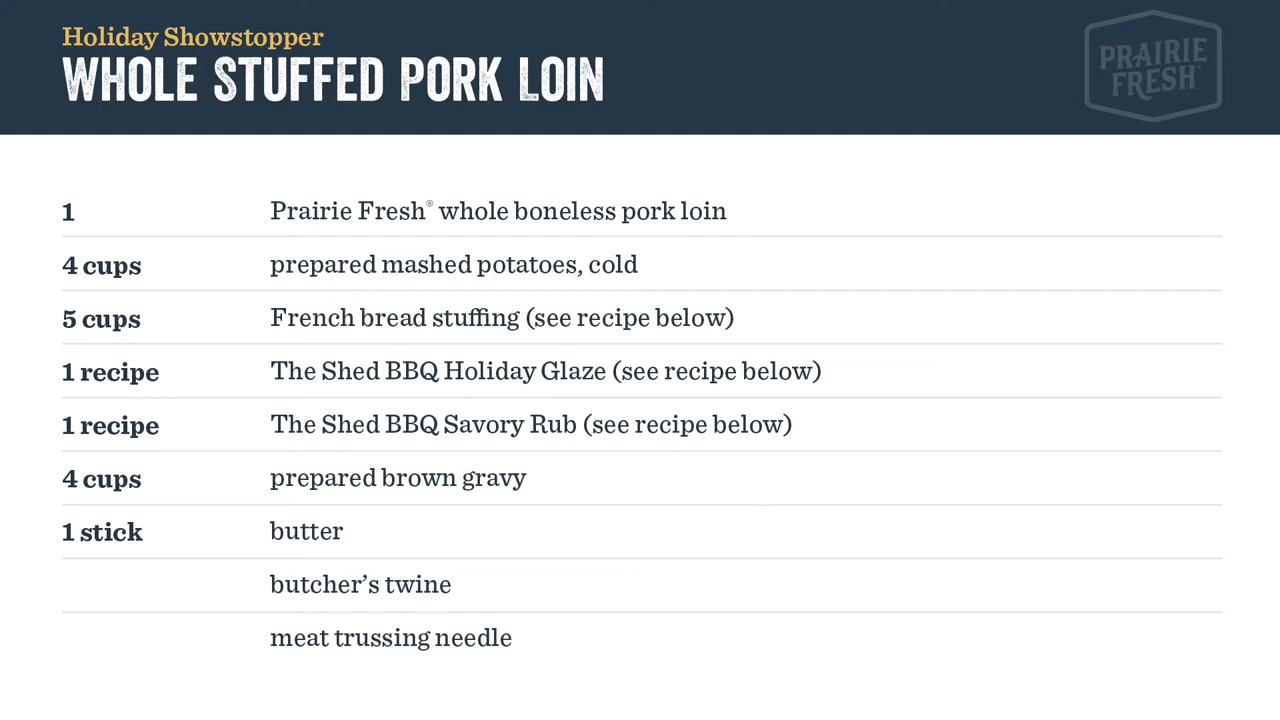 Holiday Showstopper
WHOLE STUFFED PORK LOIN
PRAIRIE
FRESH
1 Prairie Fresh® whole boneless pork loin
4 cups prepared mashed potatoes, cold
5 cups French bread stuffing (see recipe below)
1 recipe The Shed BBQ Holiday Glaze (see recipe below)
1 recipe The Shed BBQ Savory Rub (see recipe below)
4 cups prepared brown gravy
1 stick butter
butcher’s twine
meat trussing needle